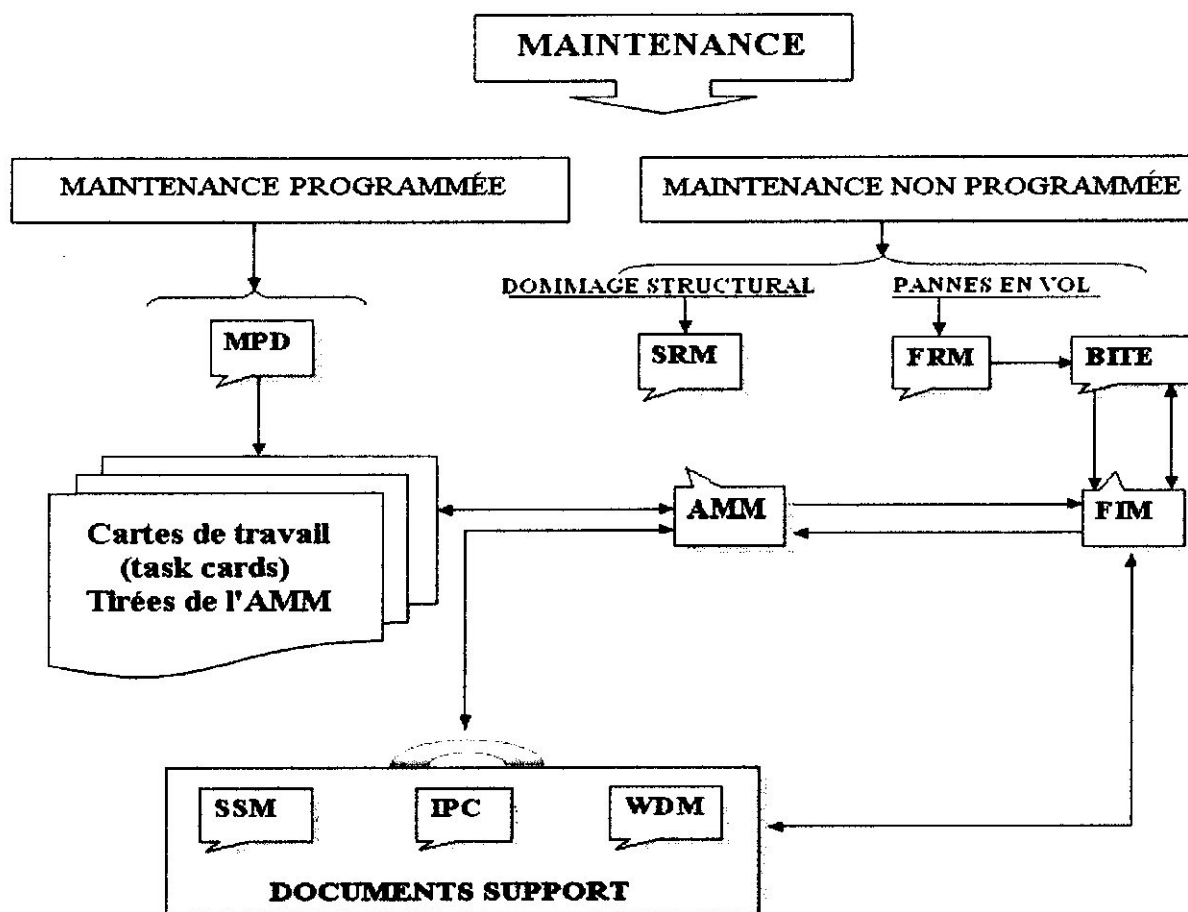 MAINTENANCE
MAINTENANCE PROGRAMMÉE
MAINTENANCE NON PROGRAMMÉE
DOMMAGE STRUCTURAL
PANNES EN VOL
MPD
SRM
FRM
BITE
Cartes de travail
(task cards)
Tirées de l'AMM
AMM
FIM
SSM
IPC
WDM
DOCUMENTS SUPPORT